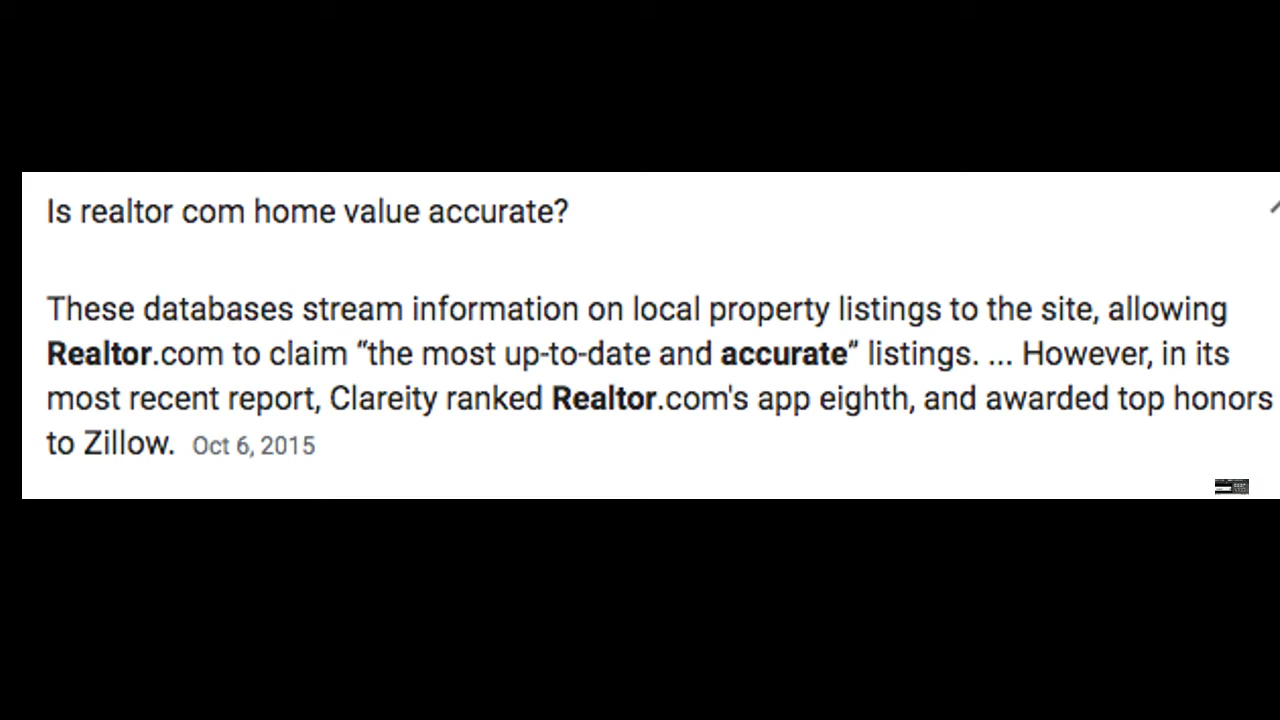 Is realtor com home value accurate?
These databases stream information on local property listings to the site, allowing
Realtor.com to claim “the most up-to-date and accurate” listings. ... However, in its
most recent report, Clareity ranked Realtor.com's app eighth, and awarded top honors
to Zillow. Oct 6, 2015